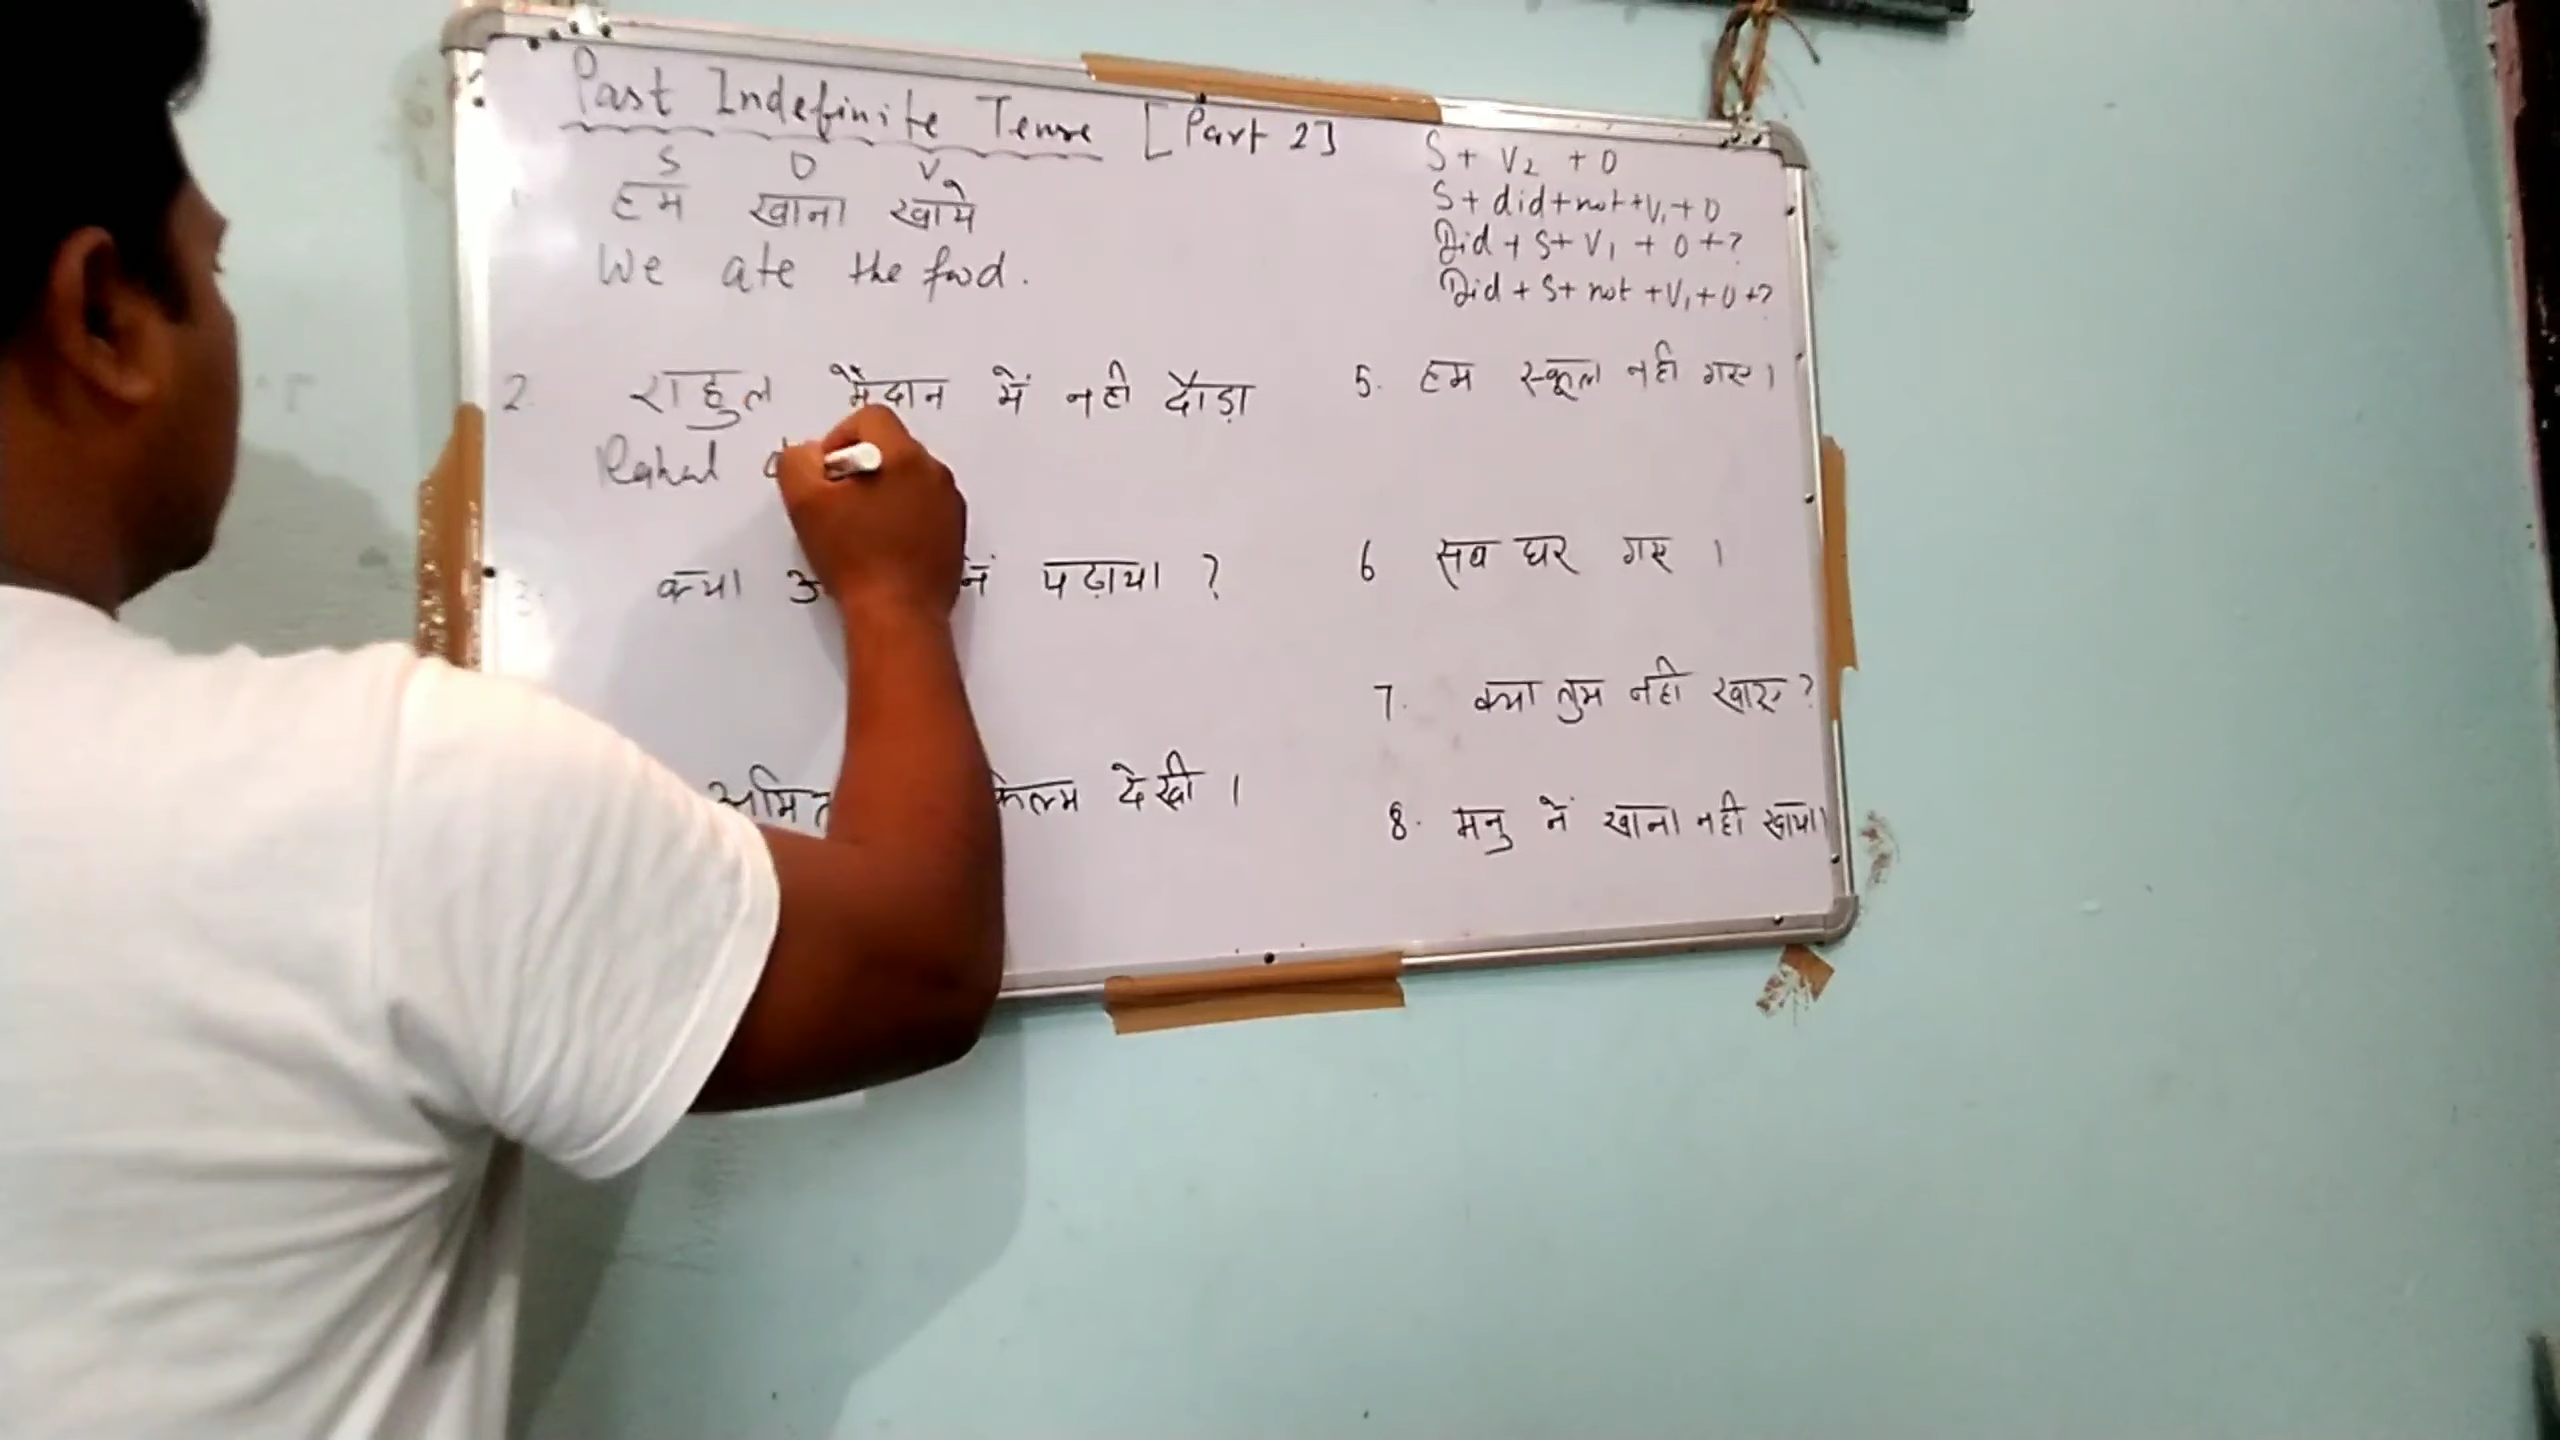 Past Indefinite Tense [Part 2]
S O V
हम खाना खाये
We ate the food.
S + V2 + O
S + did + not + V1 + O
Did + S + V1 + O + ?
Did + S + not + V1 + O + ?
2. राहुल मैदान में नही दौड़ा
Rahul
3. क्या नें पढ़ाया ?
अमित देखी ।
5. हम स्कूल नही गए।
6 सब घर गए ।
7. क्या तुम नही खाए ?
8. मनु नें खाना नही खाया।